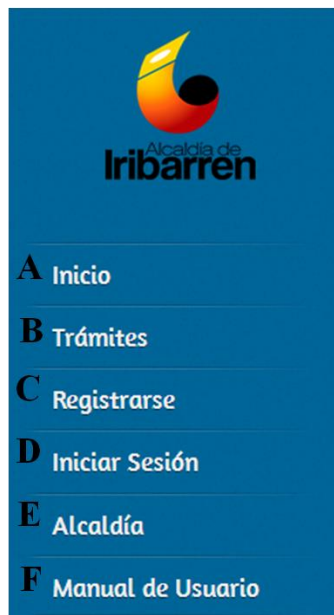 Alcaldía de
Iribarren
A Inicio
B Trámites
C Registrarse
D Iniciar Sesión
E Alcaldía
F Manual de Usuario